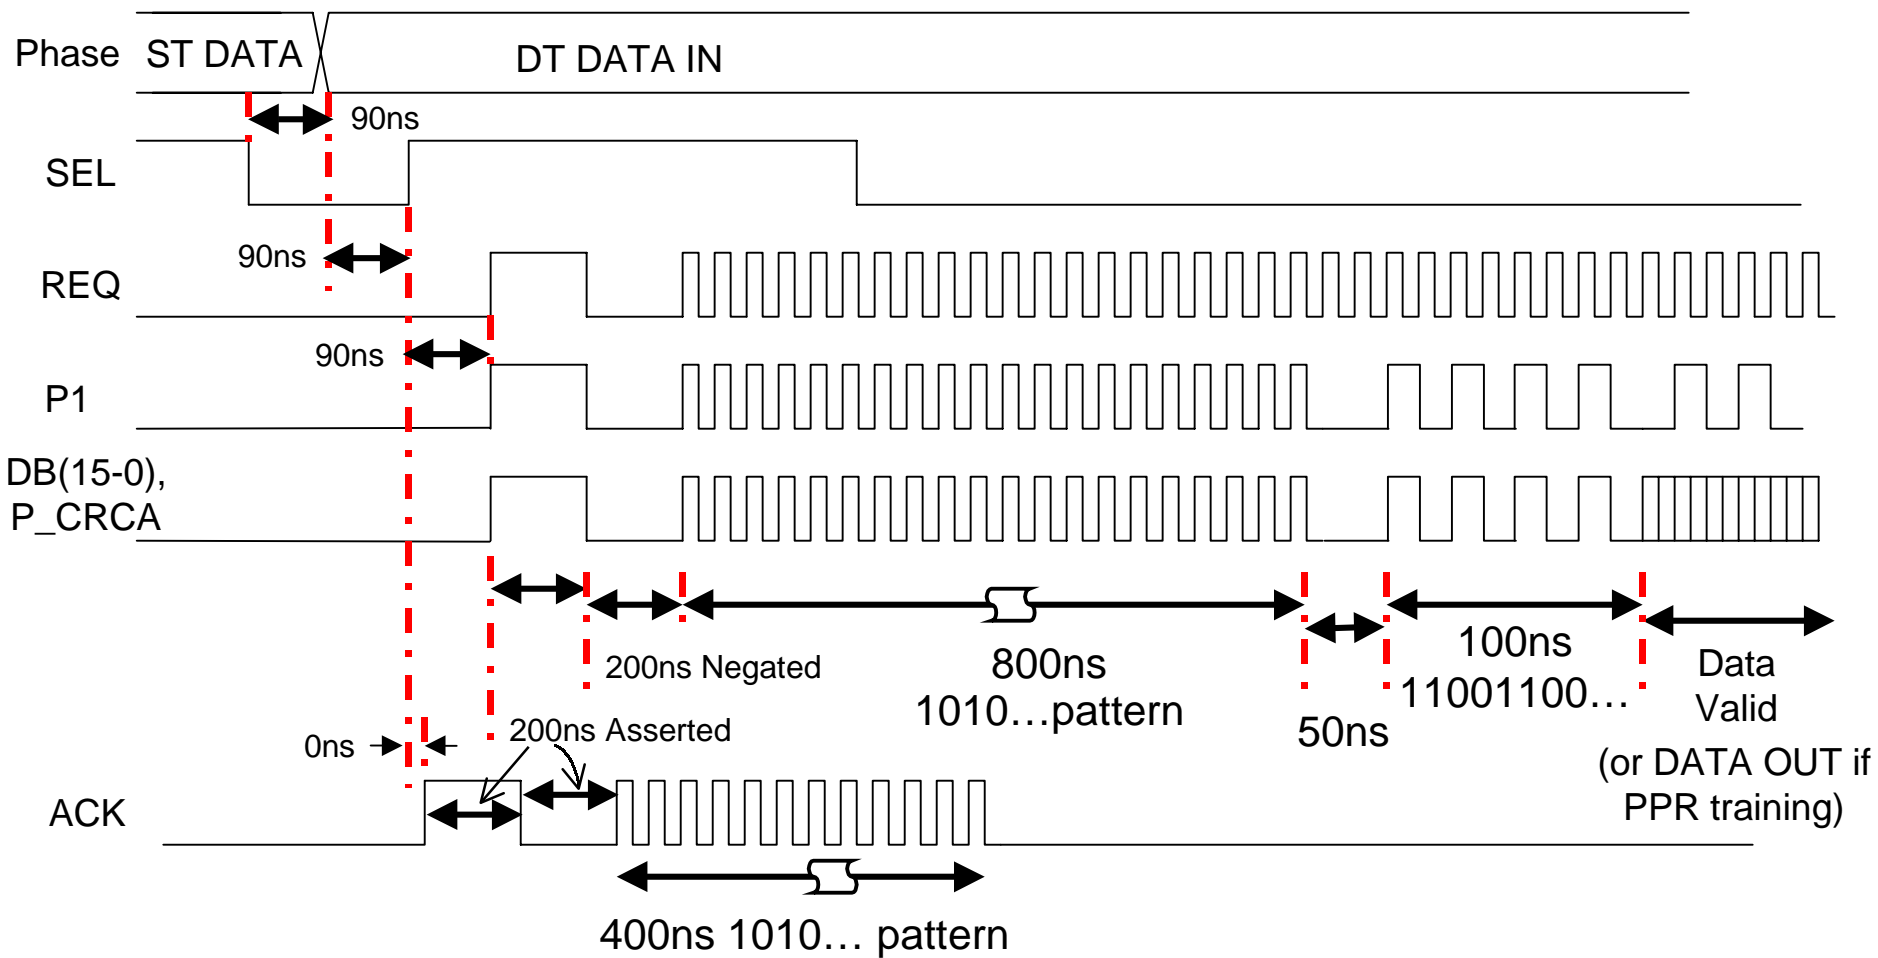 Phase
ST DATA
DT DATA IN
90ns
SEL
90ns
REQ
90ns
P1
DB(15-0),
P_CRCA
200ns Negated
800ns
1010…pattern
50ns
100ns
11001100…
Data
Valid
(or DATA OUT if
PPR training)
0ns
200ns Asserted
ACK
400ns 1010… pattern